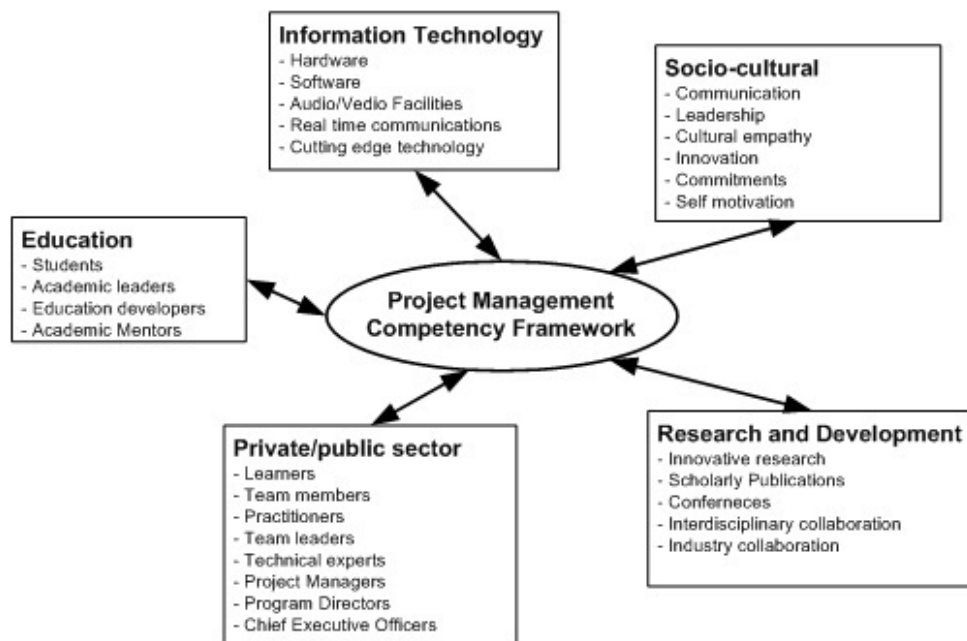 Information Technology
- Hardware
- Software
- Audio/Vedio Facilities
- Real time communications
- Cutting edge technology
Socio-cultural
- Communication
- Leadership
- Cultural empathy
- Innovation
- Commitments
- Self motivation
Education
- Students
- Academic leaders
- Education developers
- Academic Mentors
Project Management
Competency Framework
Private/public sector
- Learners
- Team members
- Practitioners
- Team leaders
- Technical experts
- Project Managers
- Program Directors
- Chief Executive Officers
Research and Development
- Innovative research
- Scholarly Publications
- Conferneces
- Interdisciplinary collaboration
- Industry collaboration